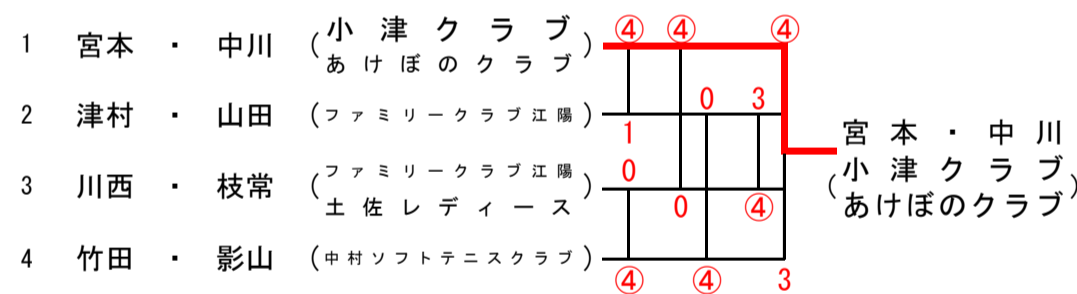 ④ ④ ④
1 宮本 ・ 中川 (小津クラブ
あけぼのクラブ)
0 3
2 津村 ・ 山田 (ファミリークラブ江陽)
1
宮本・中川
0
3 川西 ・ 枝常 (ファミリークラブ江陽
土佐レディース)
(小津クラブ
あけぼのクラブ)
0 ④
4 竹田 ・ 影山 (中村ソフトテニスクラブ)
④ ④ 3